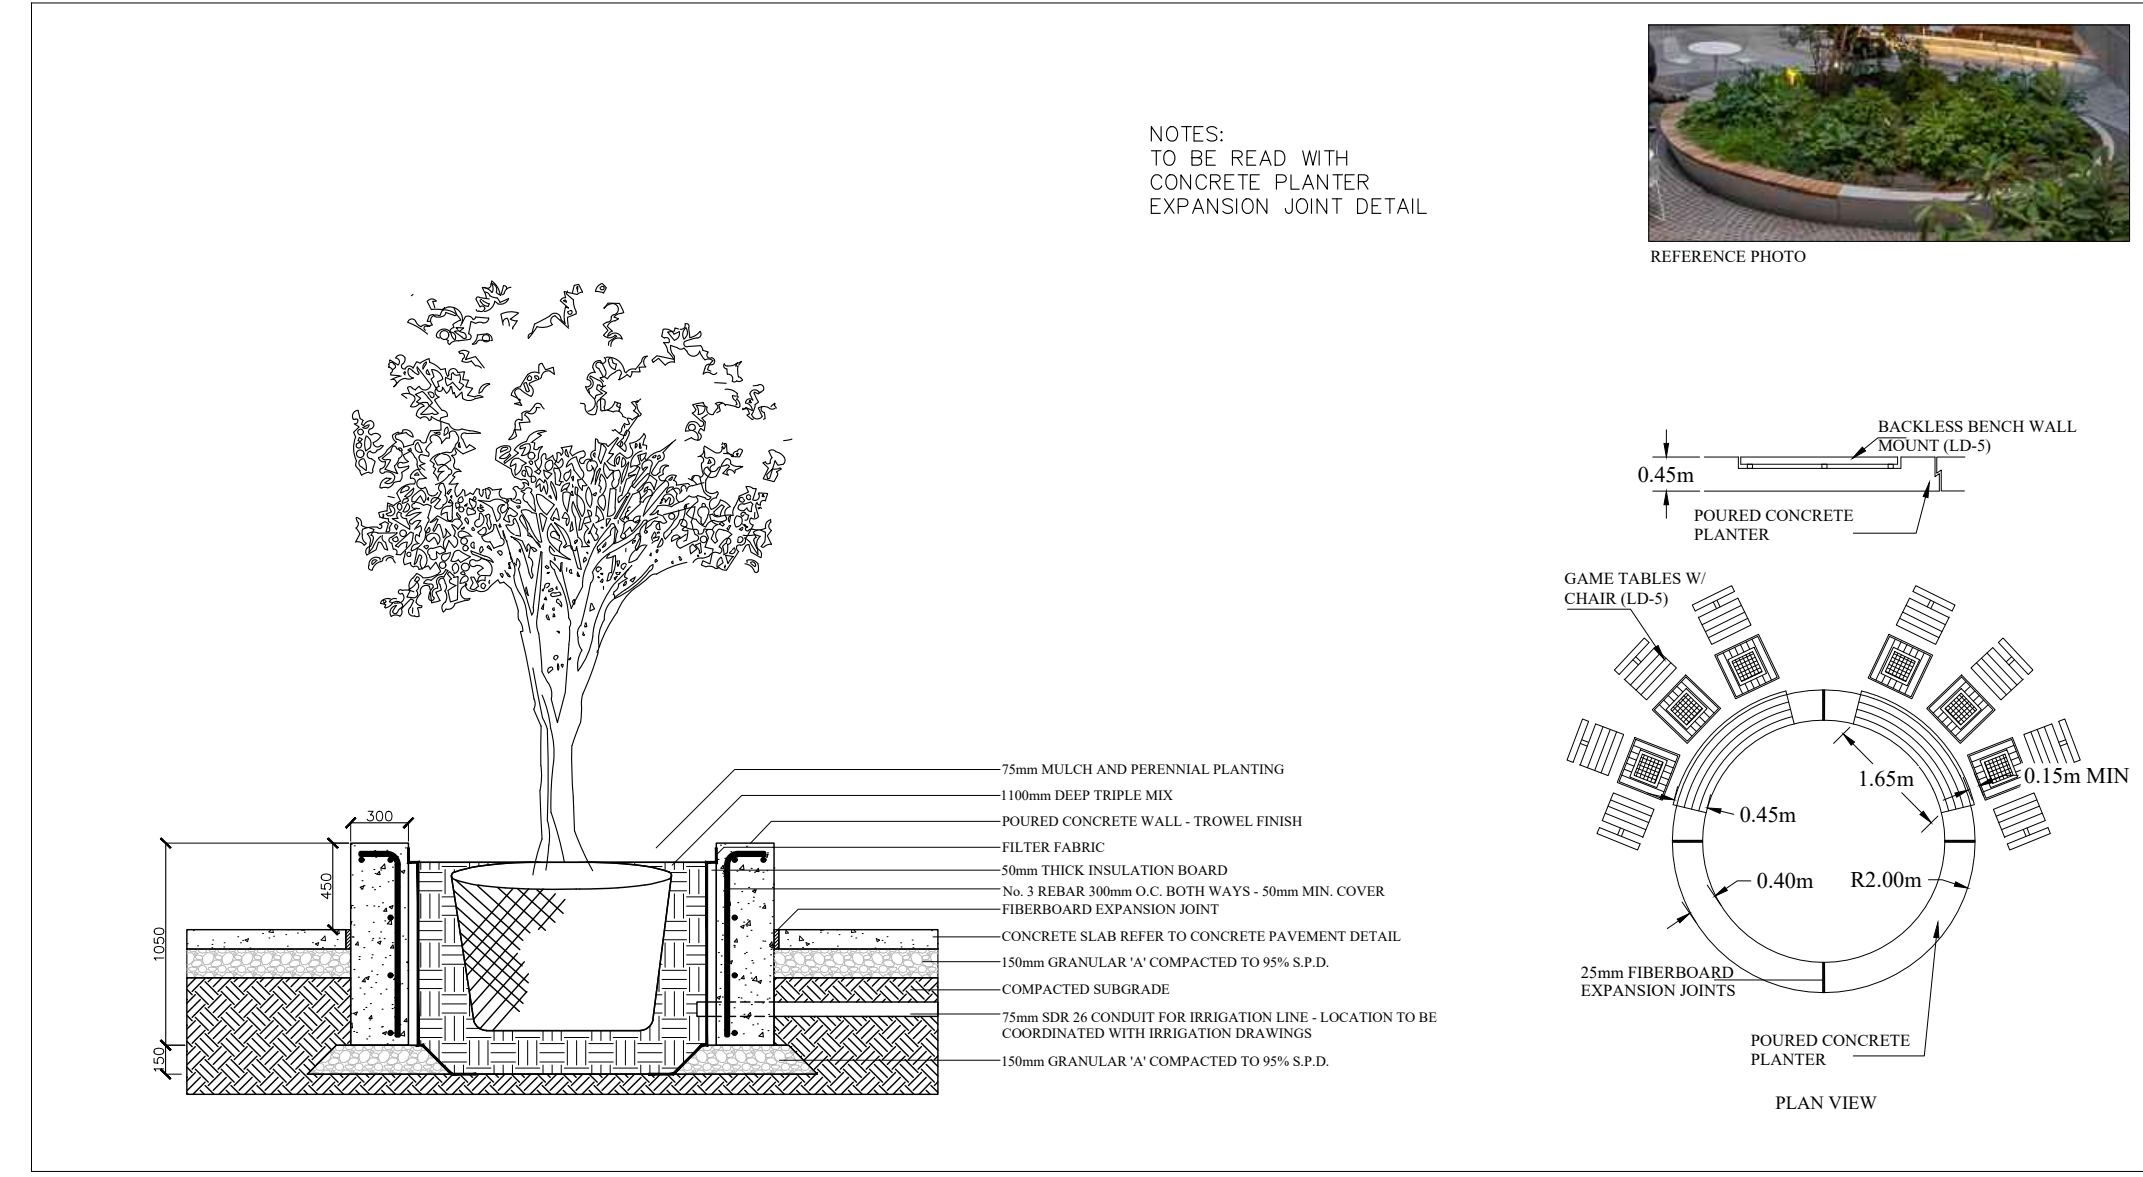 NOTES:
TO BE READ WITH
CONCRETE PLANTER
EXPANSION JOINT DETAIL
REFERENCE PHOTO
BACKLESS BENCH WALL
MOUNT (LD-5)
0.45m
POURED CONCRETE
PLANTER
GAME TABLES W/
CHAIR (LD-5)
1.65m
0.15m MIN
0.45m
0.40m
R2.00m
25mm FIBERBOARD
EXPANSION JOINTS
POURED CONCRETE
PLANTER
PLAN VIEW
75mm MULCH AND PERENNIAL PLANTING
1100mm DEEP TRIPLE MIX
POURED CONCRETE WALL - TROWEL FINISH
FILTER FABRIC
50mm THICK INSULATION BOARD
No. 3 REBAR 300mm O.C. BOTH WAYS - 50mm MIN. COVER
FIBERBOARD EXPANSION JOINT
CONCRETE SLAB REFER TO CONCRETE PAVEMENT DETAIL
150mm GRANULAR 'A' COMPACTED TO 95% S.P.D.
COMPACTED SUBGRADE
75mm SDR 26 CONDUIT FOR IRRIGATION LINE - LOCATION TO BE
COORDINATED WITH IRRIGATION DRAWINGS
150mm GRANULAR 'A' COMPACTED TO 95% S.P.D.
300
450
1050
150